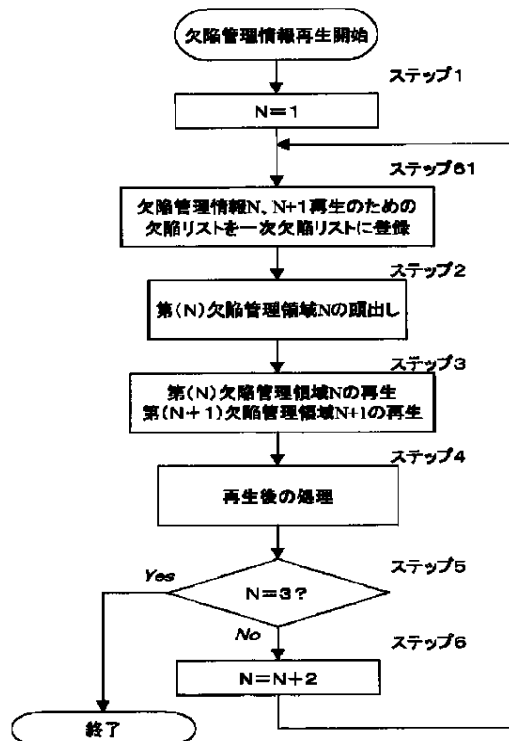 欠陥管理情報再生開始
ステップ1
N=1
ステップ61
欠陥管理情報N、N+1再生のための
欠陥リストを一次欠陥リストに登録
ステップ2
第(N)欠陥管理領域Nの頭出し
ステップ3
第(N)欠陥管理領域Nの再生
第(N+1)欠陥管理領域N+1の再生
ステップ4
再生後の処理
ステップ5
Yes
N=3?
No
ステップ6
N=N+2
終了